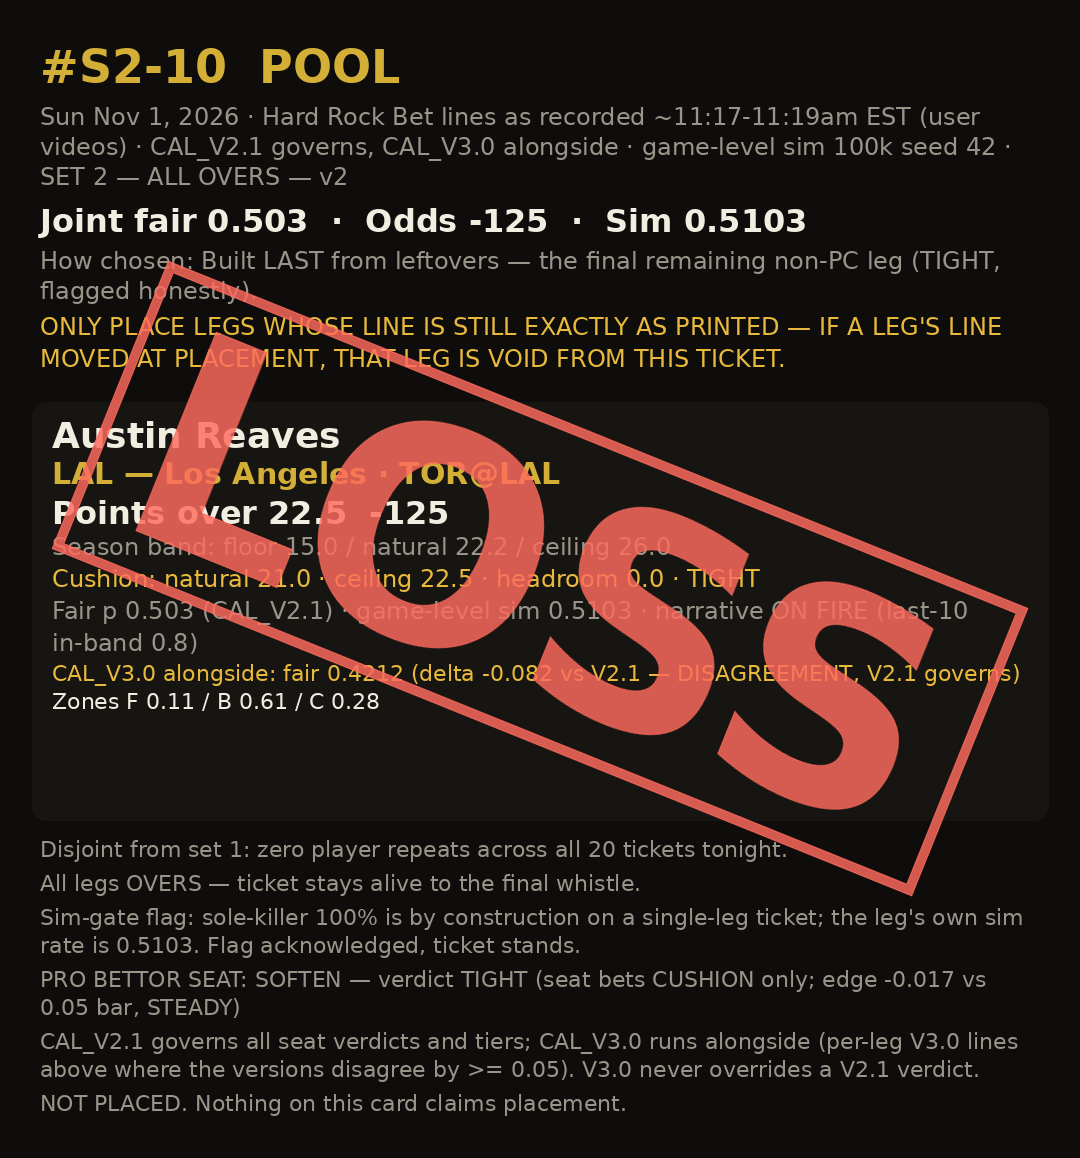 #S2-10  POOL
Sun Nov 1, 2026 · Hard Rock Bet lines as recorded ~11:17-11:19am EST (user
videos) · CAL_V2.1 governs, CAL_V3.0 alongside · game-level sim 100k seed 42 ·
SET 2 — ALL OVERS — v2
Joint fair 0.503  ·  Odds -125  ·  Sim 0.5103
How chosen: Built LAST from leftovers — the final remaining non-PC leg (TIGHT,
flagged honestly).
ONLY PLACE LEGS WHOSE LINE IS STILL EXACTLY AS PRINTED — IF A LEG'S LINE
MOVED AT PLACEMENT, THAT LEG IS VOID FROM THIS TICKET.
LOSS
Austin Reaves
LAL — Los Angeles · TOR@LAL
Points over 22.5  -125
Season band: floor 15.0 / natural 22.2 / ceiling 26.0
Cushion: natural 21.0 · ceiling 22.5 · headroom 0.0 · TIGHT
Fair p 0.503 (CAL_V2.1) · game-level sim 0.5103 · narrative ON FIRE (last-10
in-band 0.8)
CAL_V3.0 alongside: fair 0.4212 (delta -0.082 vs V2.1 — DISAGREEMENT, V2.1 governs)
Zones F 0.11 / B 0.61 / C 0.28
Disjoint from set 1: zero player repeats across all 20 tickets tonight.
All legs OVERS — ticket stays alive to the final whistle.
Sim-gate flag: sole-killer 100% is by construction on a single-leg ticket; the leg's own sim
rate is 0.5103. Flag acknowledged, ticket stands.
PRO BETTOR SEAT: SOFTEN — verdict TIGHT (seat bets CUSHION only; edge -0.017 vs
0.05 bar, STEADY)
CAL_V2.1 governs all seat verdicts and tiers; CAL_V3.0 runs alongside (per-leg V3.0 lines
above where the versions disagree by >= 0.05). V3.0 never overrides a V2.1 verdict.
NOT PLACED. Nothing on this card claims placement.